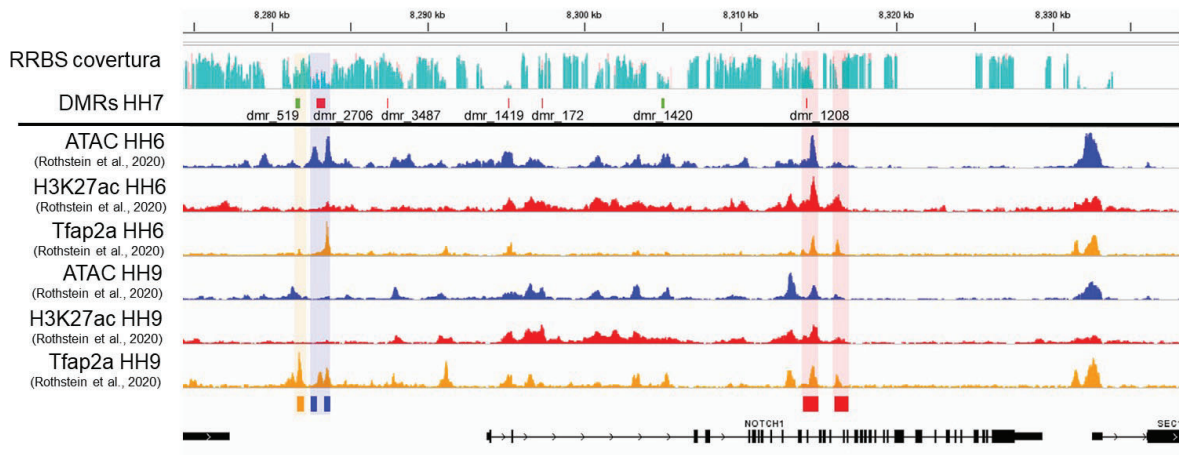 8,280 kb 8,290 kb 8,300 kb 8,310 kb 8,320 kb 8,330 kb
RRBS covertura
DMRs HH7
dmr_519 dmr_2706 dmr_3487 dmr_1419 dmr_172 dmr_1420 dmr_1208
ATAC HH6
(Rothstein et al., 2020)
H3K27ac HH6
(Rothstein et al., 2020)
Tfap2a HH6
(Rothstein et al., 2020)
ATAC HH9
(Rothstein et al., 2020)
H3K27ac HH9
(Rothstein et al., 2020)
Tfap2a HH9
(Rothstein et al., 2020)
NOTCH1